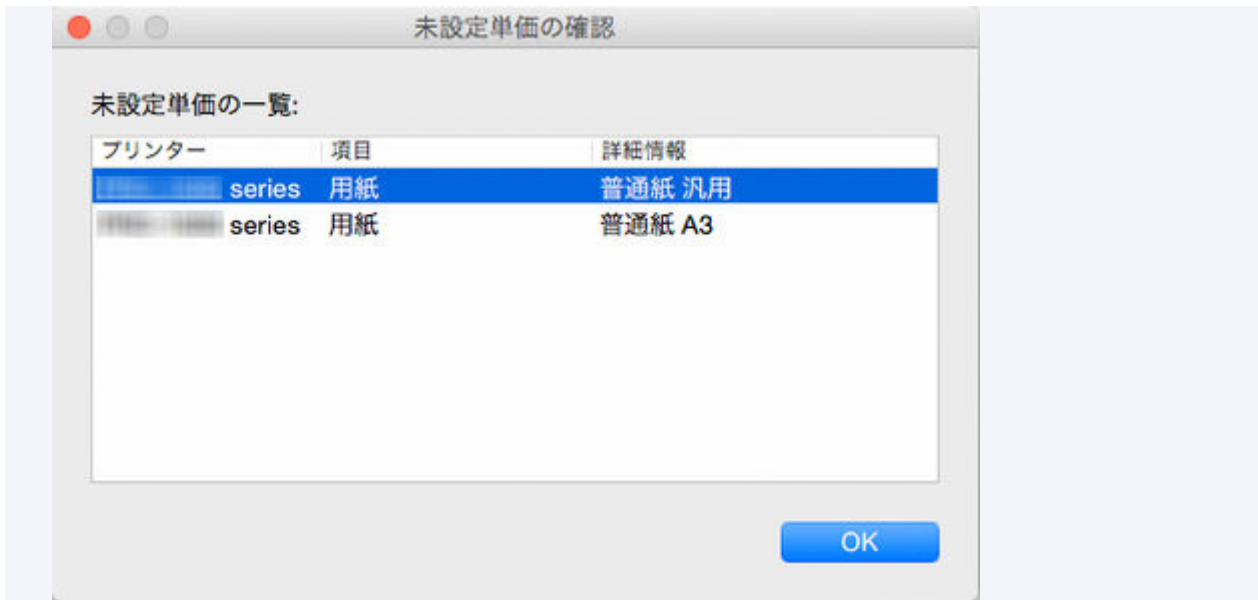 未設定単価の確認
未設定単価の一覧:
プリンター 項目 詳細情報
series 用紙 普通紙 汎用
series 用紙 普通紙 A3
OK